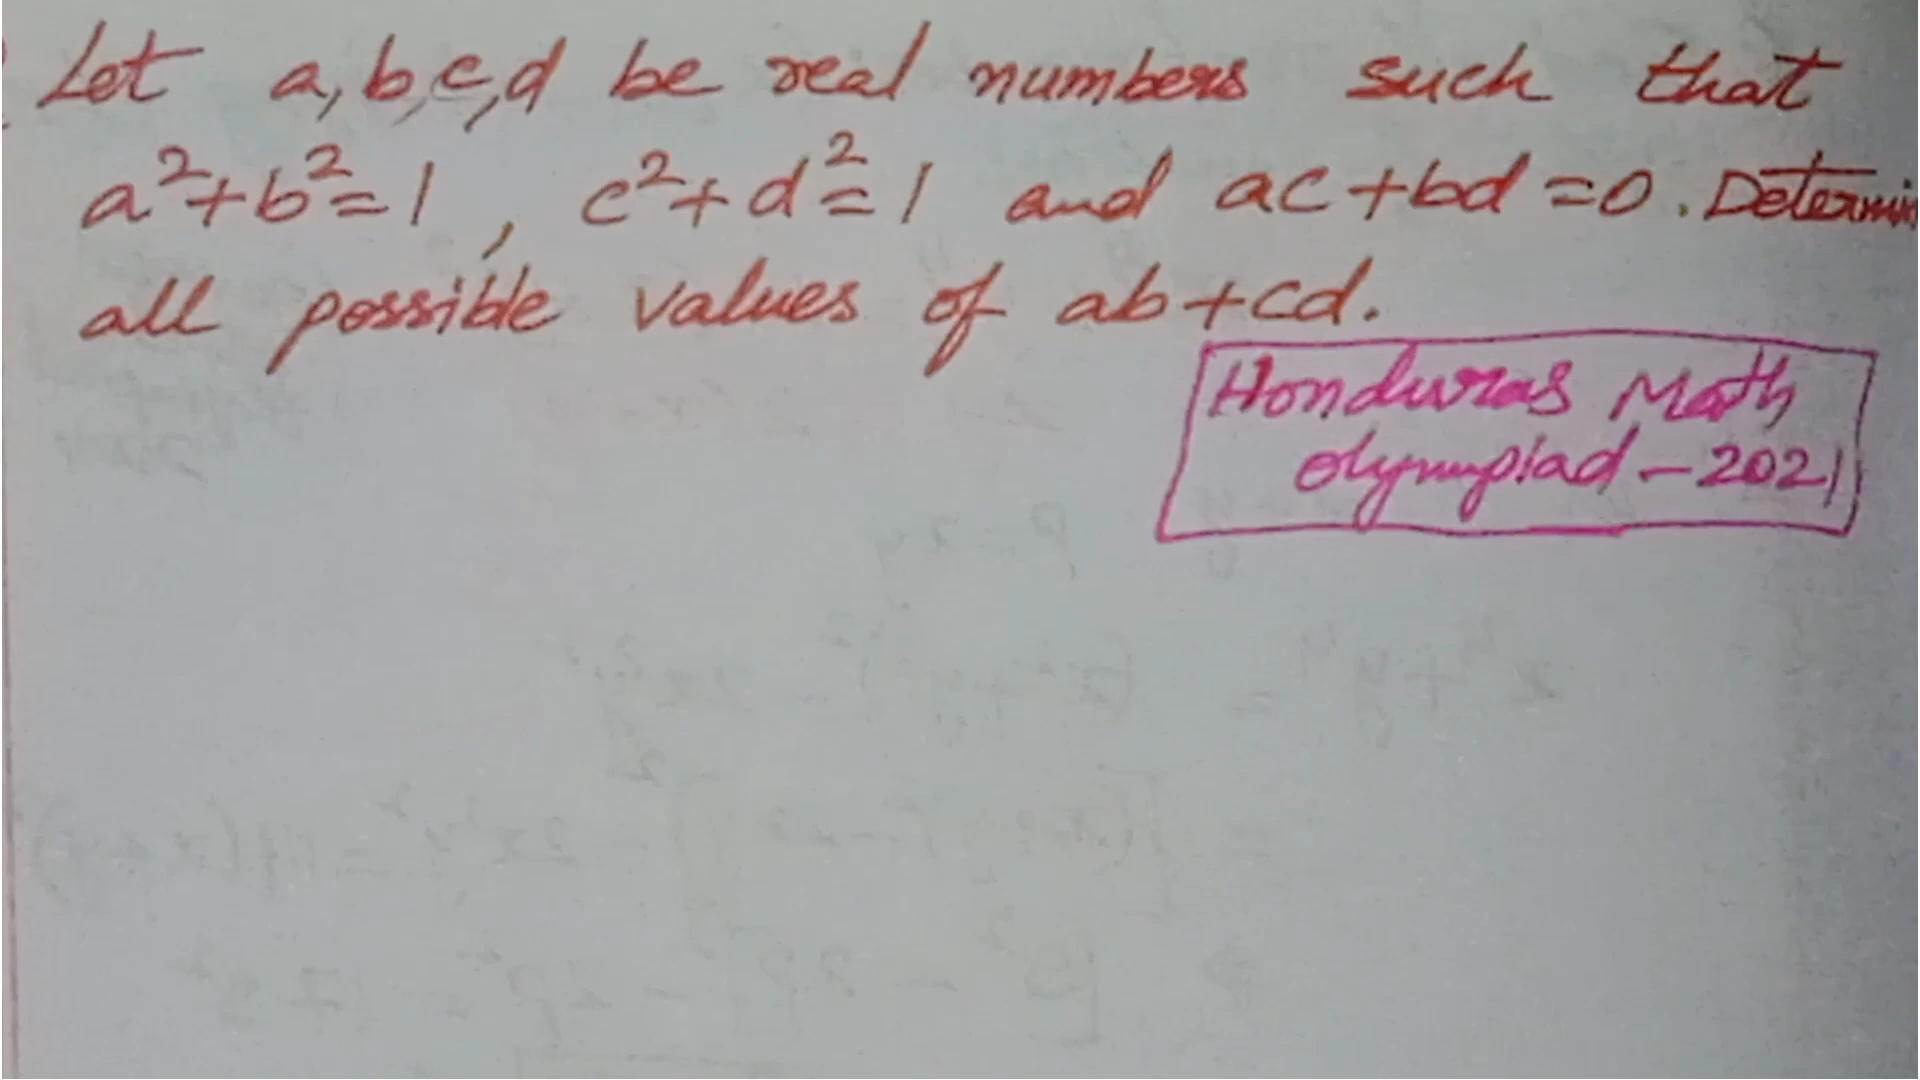 Let a, b, c, d be real numbers such that
a²+b²=1, c²+d²=1 and ac+bd=0. Determin
all possible values of ab+cd.
Honduras Math
Olympiad-2021